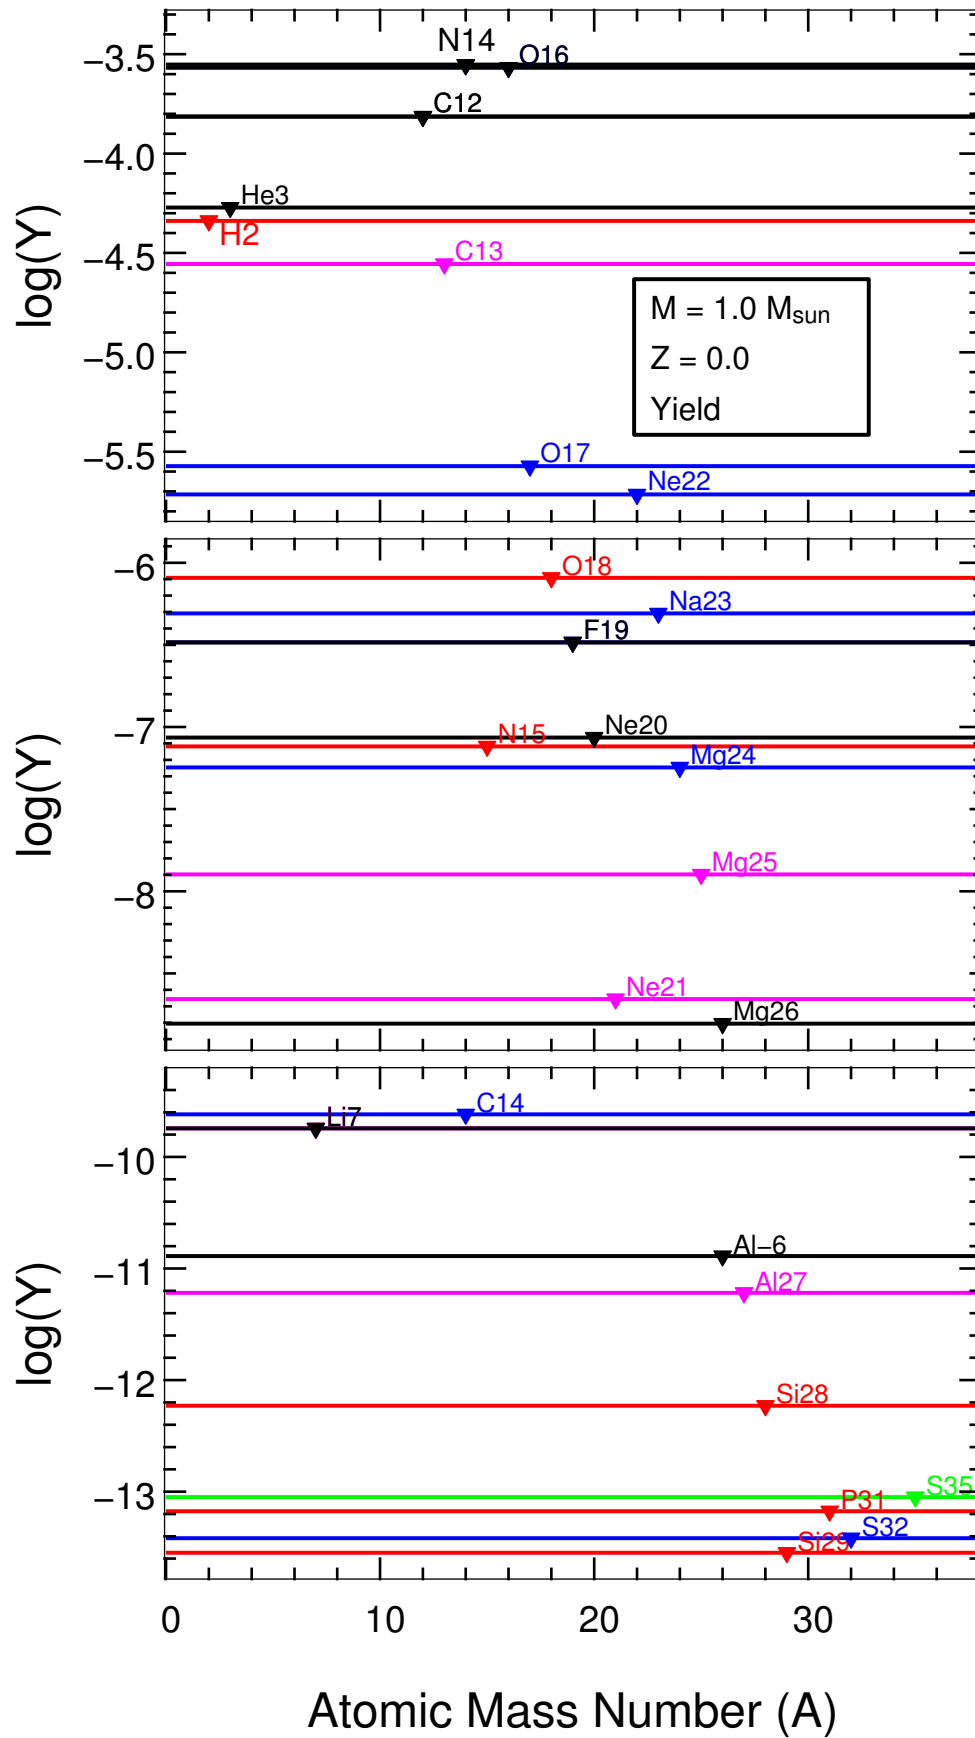 −3.5
−4.0
−4.5
−5.0
−5.5
log(Y)
N14
O16
C12
He3
H2
C13
M = 1.0 Msun
Z = 0.0
Yield
O17
Ne22
−6
−7
−8
log(Y)
O18
Na23
F19
Ne20
N15
Mg24
Mg25
Ne21
Mg26
−10
−11
−12
−13
log(Y)
C14
Li7
Al−6
Al27
Si28
S35
P31
S32
Si29
0 10 20 30
Atomic Mass Number (A)